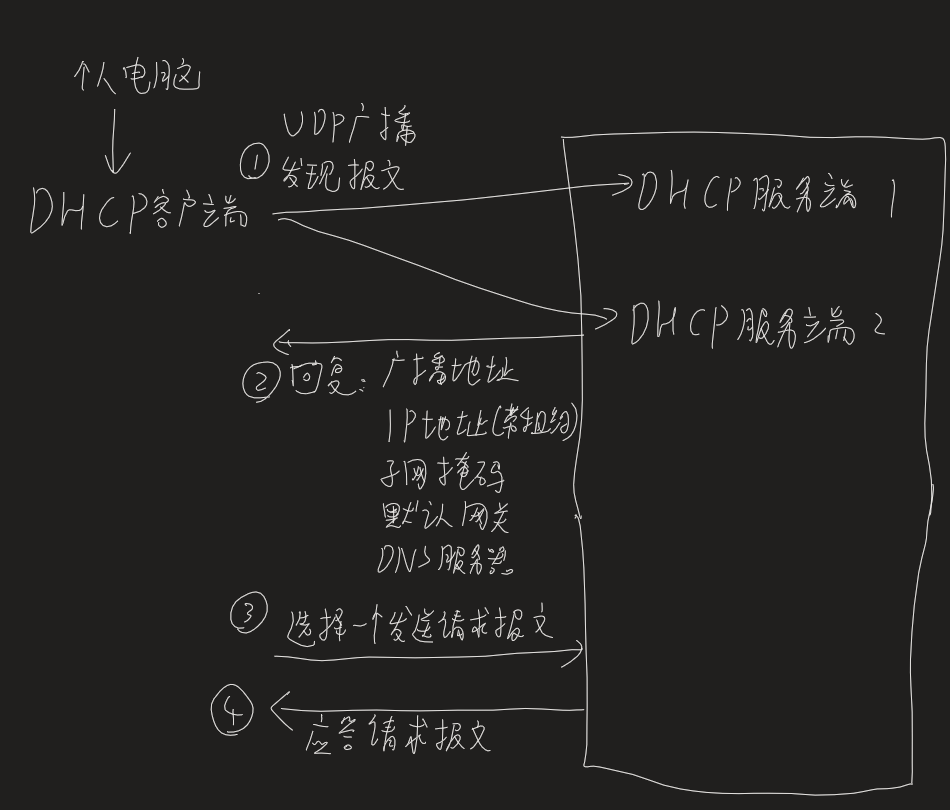 个人电脑
UDP广播
① 发现报文
DHCP客户端
DHCP服务端 1
DHCP服务端 2
② 回复: 广播地址
IP地址(带租约)
子网掩码
默认网关
DNS服务器
③ 选择一个发送请求报文
④ 应答请求报文